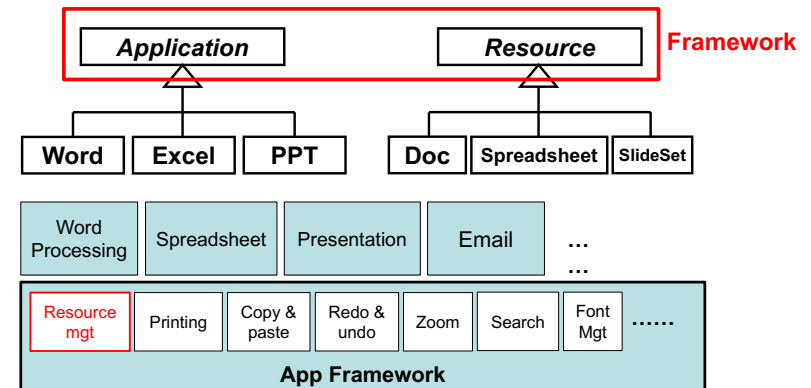 Application
Resource
Framework
Word
Excel
PPT
Doc
Spreadsheet
SlideSet
Word
Processing
Spreadsheet
Presentation
Email
...
...
Resource
mgt
Printing
Copy &
paste
Redo &
undo
Zoom
Search
Font
Mgt
......
App Framework